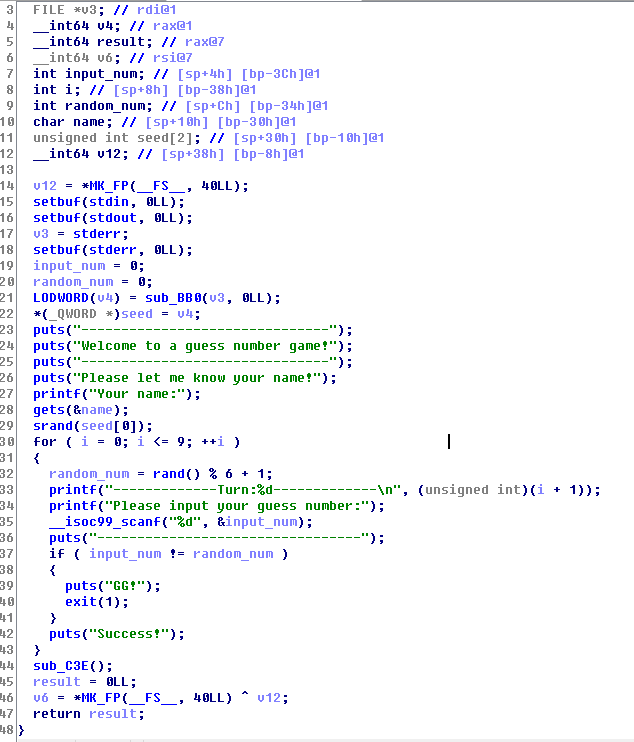 3 FILE *v3; // rdi@1
4 __int64 v4; // rax@1
5 __int64 result; // rax@7
6 __int64 v6; // rsi@7
7 int input_num; // [sp+4h] [bp-3Ch]@1
8 int i; // [sp+8h] [bp-38h]@1
9 int random_num; // [sp+Ch] [bp-34h]@1
10 char name; // [sp+10h] [bp-30h]@1
11 unsigned int seed[2]; // [sp+30h] [bp-10h]@1
12 __int64 v12; // [sp+38h] [bp-8h]@1
13
14 v12 = *MK_FP(__FS__, 40LL);
15 setbuf(stdin, 0LL);
16 setbuf(stdout, 0LL);
17 v3 = stderr;
18 setbuf(stderr, 0LL);
19 input_num = 0;
20 random_num = 0;
21 LODWORD(v4) = sub_BB0(v3, 0LL);
22 *(_QWORD *)seed = v4;
23 puts("-------------------------------");
24 puts("Welcome to a guess number game!");
25 puts("-------------------------------");
26 puts("Please let me know your name!");
27 printf("Your name:");
28 gets(&name);
29 srand(seed[0]);
30 for ( i = 0; i <= 9; ++i )
31 {
32 random_num = rand() % 6 + 1;
33 printf("-------------Turn:%d-------------\n", (unsigned int)(i + 1));
34 printf("Please input your guess number:");
35 __isoc99_scanf("%d", &input_num);
36 puts("---------------------------------");
37 if ( input_num != random_num )
38 {
39 puts("GG!");
40 exit(1);
41 }
42 puts("Success!");
43 }
44 sub_C3E();
45 result = 0LL;
46 v6 = *MK_FP(__FS__, 40LL) ^ v12;
47 return result;
48 }